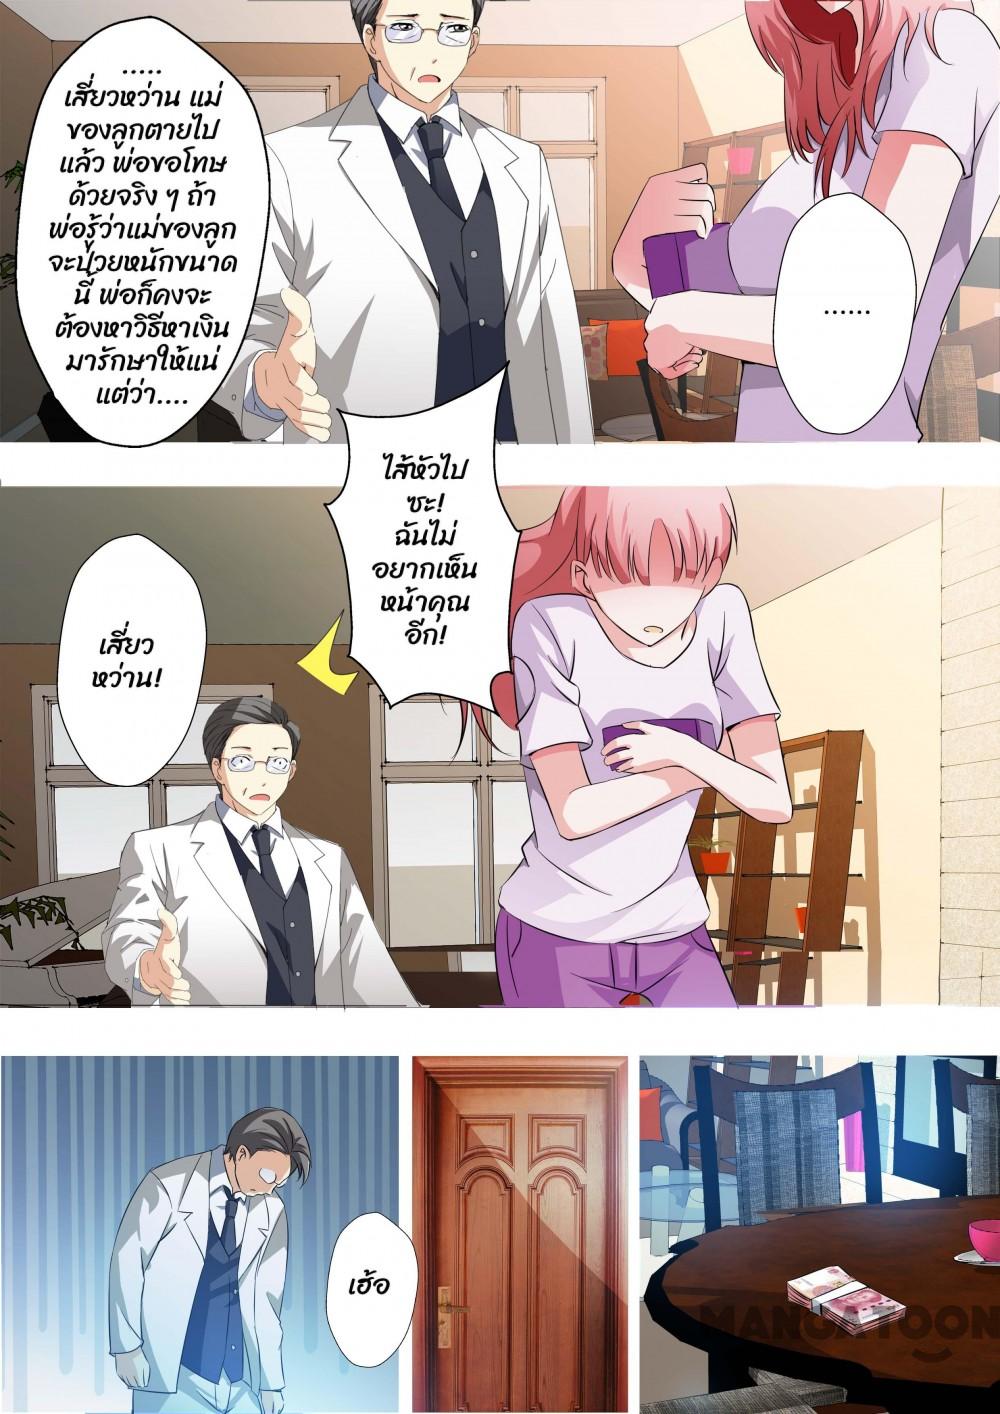 .....
เสี่ยวหว่าน แม่
ของลูกตายไป
แล้ว พ่อขอโทษ
ด้วยจริง ๆ ถ้า
พ่อรู้ว่าแม่ของลูก
จะป่วยหนักขนาด
นี้ พ่อก็คงจะ
ต้องหาวิธีหาเงิน
มารักษาให้แน่
แต่ว่า....
......
ไส้หัวไป
ซะ!
ฉันไม่
อยากเห็น
หน้าคุณ
อีก!
เสี่ยว
หว่าน!
เฮ้อ
MANGATOON